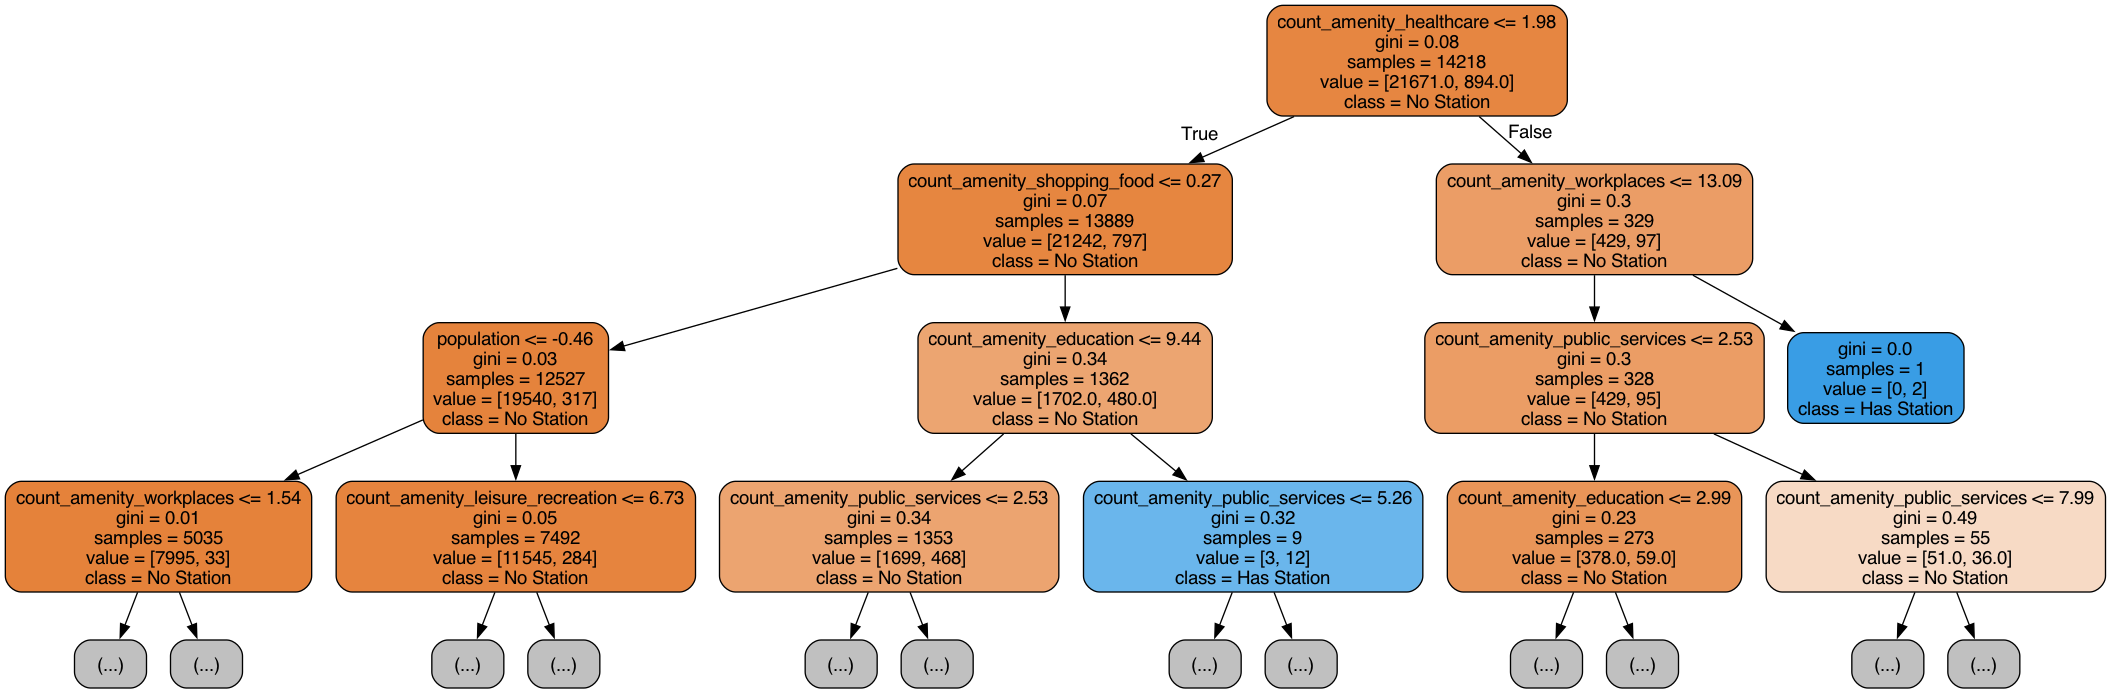 count_amenity_healthcare <= 1.98
gini = 0.08
samples = 14218
value = [21671.0, 894.0]
class = No Station
True
False
count_amenity_shopping_food <= 0.27
gini = 0.07
samples = 13889
value = [21242, 797]
class = No Station
count_amenity_workplaces <= 13.09
gini = 0.3
samples = 329
value = [429, 97]
class = No Station
population <= -0.46
gini = 0.03
samples = 12527
value = [19540, 317]
class = No Station
count_amenity_education <= 9.44
gini = 0.34
samples = 1362
value = [1702.0, 480.0]
class = No Station
count_amenity_public_services <= 2.53
gini = 0.3
samples = 328
value = [429, 95]
class = No Station
gini = 0.0
samples = 1
value = [0, 2]
class = Has Station
count_amenity_workplaces <= 1.54
gini = 0.01
samples = 5035
value = [7995, 33]
class = No Station
count_amenity_leisure_recreation <= 6.73
gini = 0.05
samples = 7492
value = [11545, 284]
class = No Station
count_amenity_public_services <= 2.53
gini = 0.34
samples = 1353
value = [1699, 468]
class = No Station
count_amenity_public_services <= 5.26
gini = 0.32
samples = 9
value = [3, 12]
class = Has Station
count_amenity_education <= 2.99
gini = 0.23
samples = 273
value = [378.0, 59.0]
class = No Station
count_amenity_public_services <= 7.99
gini = 0.49
samples = 55
value = [51.0, 36.0]
class = No Station
(...)
(...)
(...)
(...)
(...)
(...)
(...)
(...)
(...)
(...)
(...)
(...)